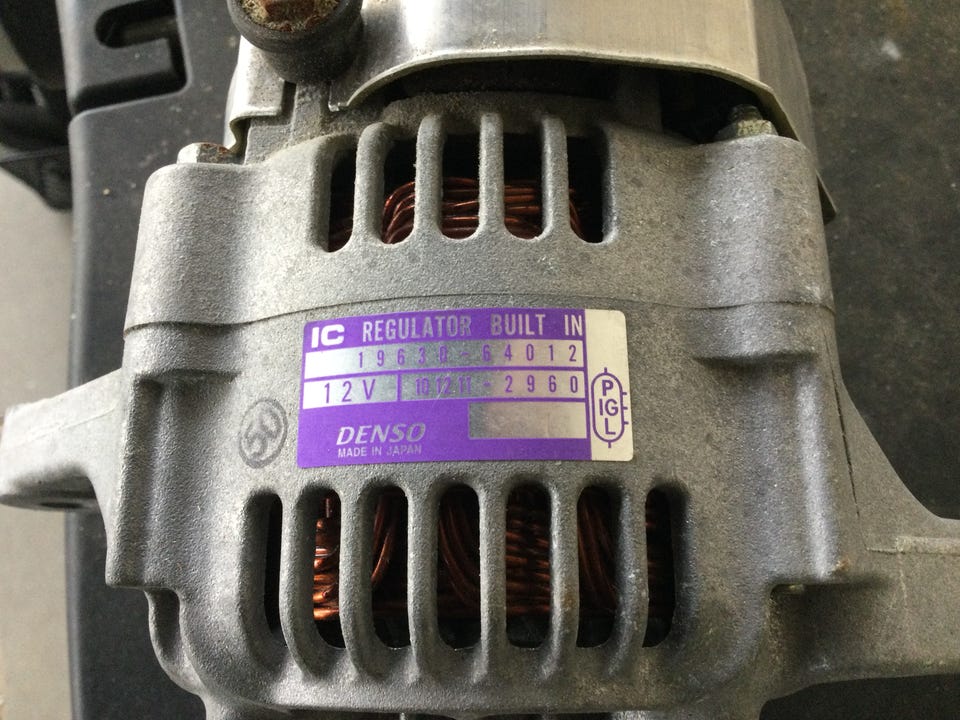 IC REGULATOR BUILT IN
19630-64012
12V 101211-2960
DENSO
MADE IN JAPAN
P
IG
L